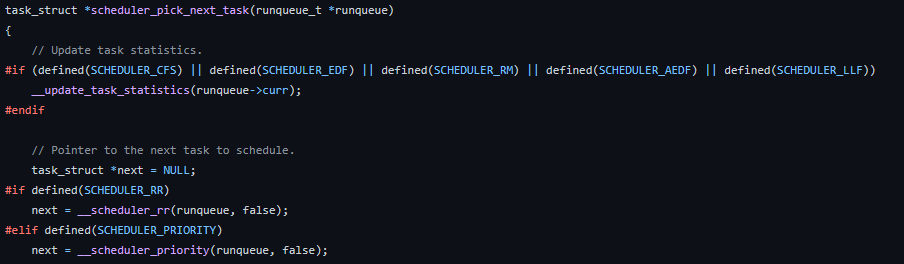 task_struct *scheduler_pick_next_task(runqueue_t *runqueue)
{
    // Update task statistics.
#if (defined(SCHEDULER_CFS) || defined(SCHEDULER_EDF) || defined(SCHEDULER_RM) || defined(SCHEDULER_AEDF) || defined(SCHEDULER_LLF))
    __update_task_statistics(runqueue->curr);
#endif

    // Pointer to the next task to schedule.
    task_struct *next = NULL;
#if defined(SCHEDULER_RR)
    next = __scheduler_rr(runqueue, false);
#elif defined(SCHEDULER_PRIORITY)
    next = __scheduler_priority(runqueue, false);